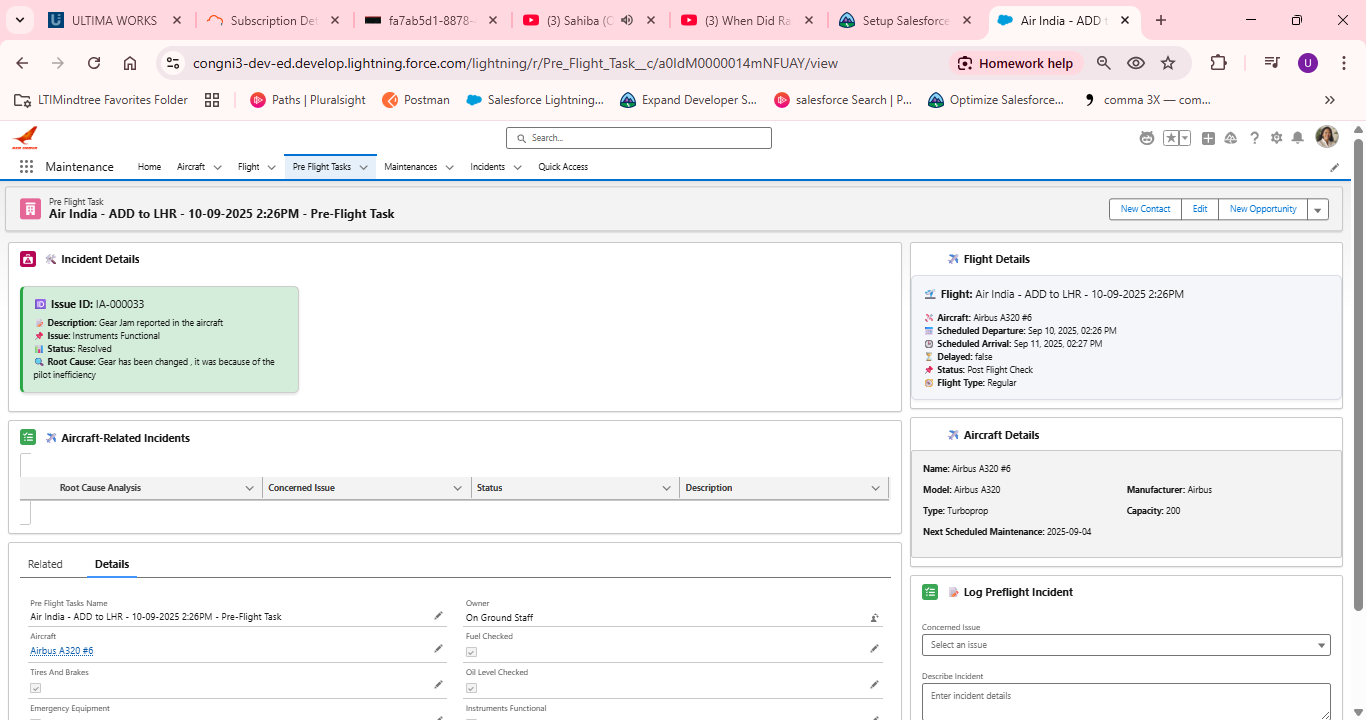 ULTIMA WORKS
Subscription De
fa7ab5d1-8878-
(3) Sahiba (
(3) When Did Ra
Setup Salesforce
Air India - ADD t
congni3-dev-ed.develop.lightning.force.com/lightning/r/Pre_Flight_Task__c/a0IdM0000014mNFUAY/view
Homework help
U
LTIMindtree Favorites Folder
Paths | Pluralsight
Postman
Salesforce Lightning...
Expand Developer S...
salesforce Search | P...
Optimize Salesforce...
comma 3X — com...
Search...
Maintenance
Home
Aircraft
Flight
Pre Flight Tasks
Maintenances
Incidents
Quick Access
Pre Flight Task
Air India - ADD to LHR - 10-09-2025 2:26PM - Pre-Flight Task
New Contact
Edit
New Opportunity
Incident Details
Issue ID: IA-000033
Description: Gear Jam reported in the aircraft
Issue: Instruments Functional
Status: Resolved
Root Cause: Gear has been changed , it was because of the
pilot inefficiency
Aircraft-Related Incidents
Root Cause Analysis
Concerned Issue
Status
Description
Related
Details
Pre Flight Tasks Name
Air India - ADD to LHR - 10-09-2025 2:26PM - Pre-Flight Task
Owner
On Ground Staff
Aircraft
Airbus A320 #6
Fuel Checked
Tires And Brakes
Oil Level Checked
Emergency Equipment
Instruments Functional
Flight Details
Flight: Air India - ADD to LHR - 10-09-2025 2:26PM
Aircraft: Airbus A320 #6
Scheduled Departure: Sep 10, 2025, 02:26 PM
Scheduled Arrival: Sep 11, 2025, 02:27 PM
Delayed: false
Status: Post Flight Check
Flight Type: Regular
Aircraft Details
Name: Airbus A320 #6
Model: Airbus A320
Manufacturer: Airbus
Type: Turboprop
Capacity: 200
Next Scheduled Maintenance: 2025-09-04
Log Preflight Incident
Concerned Issue
Select an issue
Describe Incident
Enter incident details